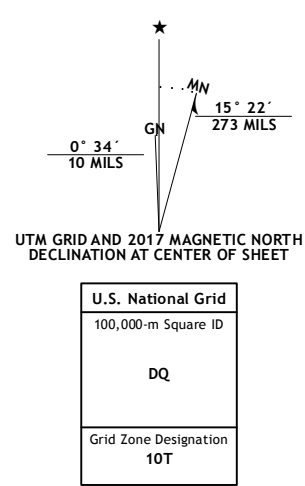 MN
GN
15° 22´
273 MILS
0° 34´
10 MILS
UTM GRID AND 2017 MAGNETIC NORTH
DECLINATION AT CENTER OF SHEET
U.S. National Grid
100,000-m Square ID
DQ
Grid Zone Designation
10T